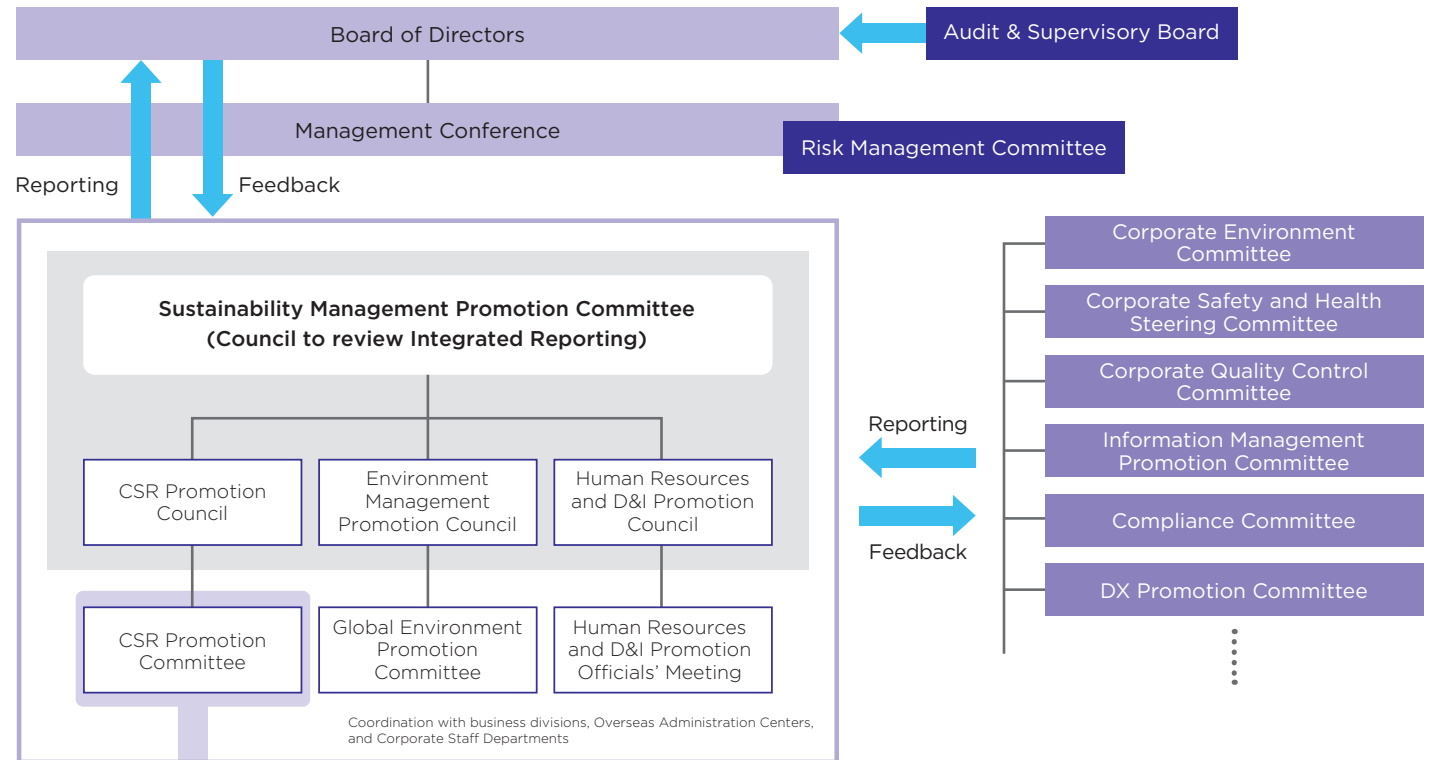 Board of Directors
Audit & Supervisory Board
Management Conference
Risk Management Committee
Reporting
Feedback
Sustainability Management Promotion Committee
(Council to review Integrated Reporting)
CSR Promotion
Council
Environment
Management
Promotion Council
Human Resources
and D&I Promotion
Council
CSR Promotion
Committee
Global Environment
Promotion
Committee
Human Resources
and D&I Promotion
Officials’ Meeting
Coordination with business divisions, Overseas Administration Centers,
and Corporate Staff Departments
Reporting
Feedback
Corporate Environment
Committee
Corporate Safety and Health
Steering Committee
Corporate Quality Control
Committee
Information Management
Promotion Committee
Compliance Committee
DX Promotion Committee